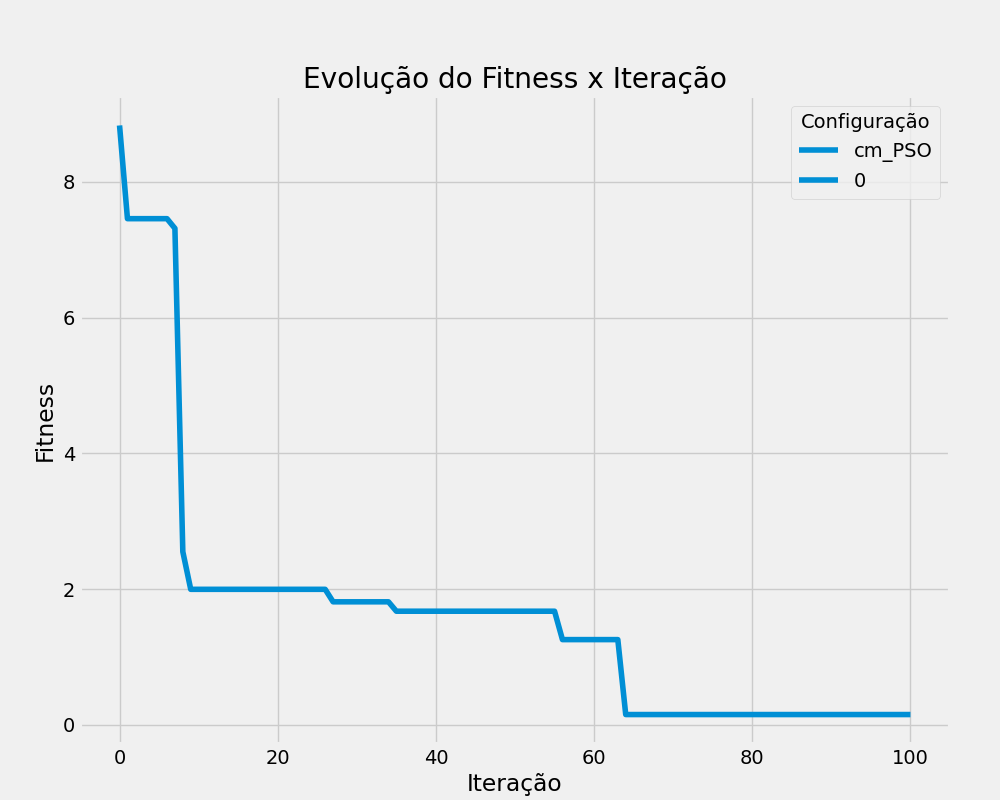 Evolução do Fitness x Iteração
Configuração
cm_PSO
0
Fitness
8
6
4
2
0
0 20 40 60 80 100
Iteração